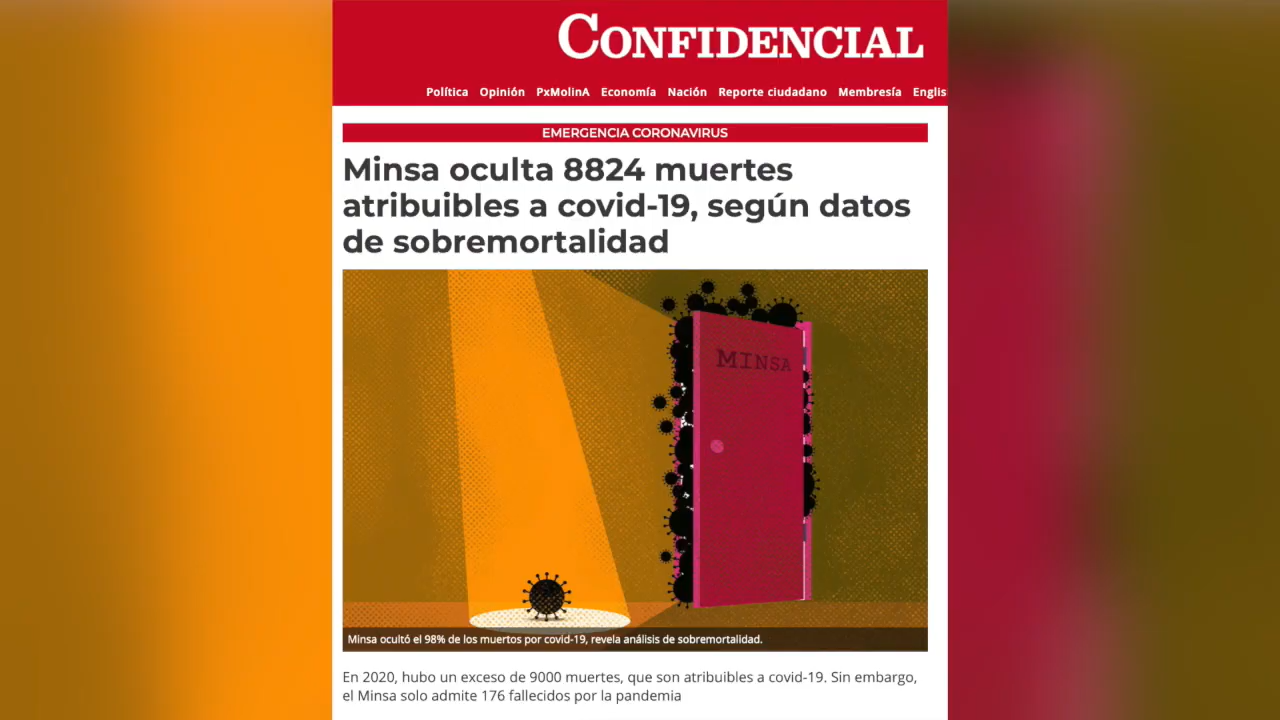 CONFIDENCIAL
Política Opinión PxMolinA Economía Nación Reporte ciudadano Membresía Englis
EMERGENCIA CORONAVIRUS
Minsa oculta 8824 muertes
atribuibles a covid-19, según datos
de sobremortalidad
MINSA
Minsa ocultó el 98% de los muertos por covid-19, revela análisis de sobremortalidad.
En 2020, hubo un exceso de 9000 muertes, que son atribuibles a covid-19. Sin embargo,
el Minsa solo admite 176 fallecidos por la pandemia